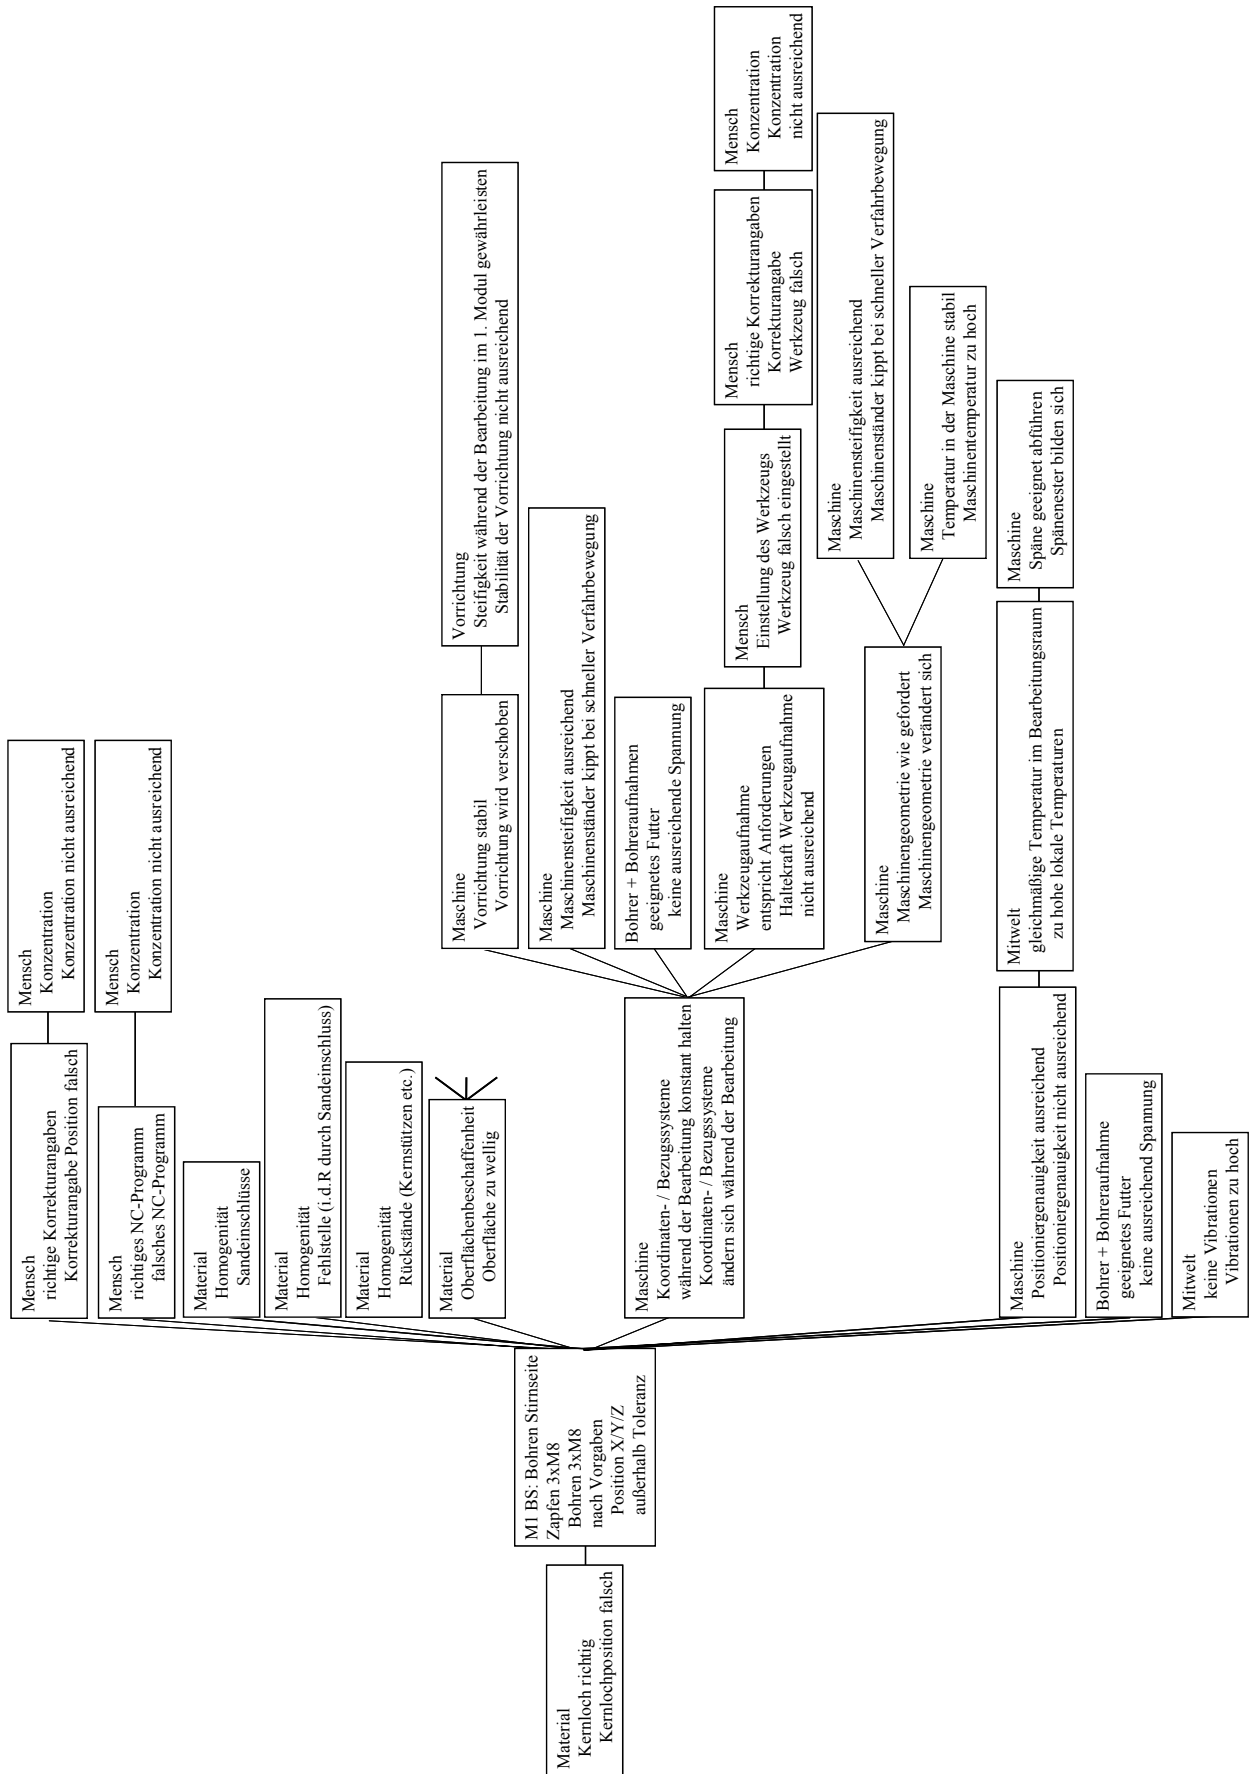 Material
Kernloch richtig
Kernlochposition falsch
M1 BS: Bohren Stirnseite
Zapfen 3xM8
Bohren 3xM8
nach Vorgaben
Position X/Y/Z
außerhalb Toleranz
Mensch
richtige Korrekturangaben
Korrekturangabe Position falsch
Mensch
Konzentration
Konzentration nicht ausreichend
Mensch
richtiges NC-Programm
falsches NC-Programm
Mensch
Konzentration
Konzentration nicht ausreichend
Material
Homogenität
Sandeinschlüsse
Material
Homogenität
Fehlstelle (i.d.R durch Sandeinschluss)
Material
Homogenität
Rückstände (Kernstützen etc.)
Material
Oberflächenbeschaffenheit
Oberfläche zu wellig
Maschine
Koordinaten- / Bezugssysteme
während der Bearbeitung konstant halten
Koordinaten- / Bezugssysteme
ändern sich während der Bearbeitung
Maschine
Vorrichtung stabil
Vorrichtung wird verschoben
Vorrichtung
Steifigkeit während der Bearbeitung im 1. Modul gewährleisten
Stabilität der Vorrichtung nicht ausreichend
Maschine
Maschinensteifigkeit ausreichend
Maschinenständer kippt bei schneller Verfahrbewegung
Bohrer + Bohreraufnahmen
geeignetes Futter
keine ausreichende Spannung
Maschine
Werkzeugaufnahme
entspricht Anforderungen
Haltekraft Werkzeugaufnahme
nicht ausreichend
Mensch
Einstellung des Werkzeugs
Werkzeug falsch eingestellt
Mensch
richtige Korrekturangaben
Korrekturangabe
Werkzeug falsch
Mensch
Konzentration
Konzentration
nicht ausreichend
Maschine
Maschinengeometrie wie gefordert
Maschinengeometrie verändert sich
Maschine
Maschinensteifigkeit ausreichend
Maschinenständer kippt bei schneller Verfahrbewegung
Maschine
Temperatur in der Maschine stabil
Maschinentemperatur zu hoch
Maschine
Positioniergenauigkeit ausreichend
Positioniergenauigkeit nicht ausreichend
Mitwelt
gleichmäßige Temperatur im Bearbeitungsraum
zu hohe lokale Temperaturen
Maschine
Späne geeignet abführen
Spänenester bilden sich
Bohrer + Bohreraufnahme
geeignetes Futter
keine ausreichend Spannung
Mitwelt
keine Vibrationen
Vibrationen zu hoch